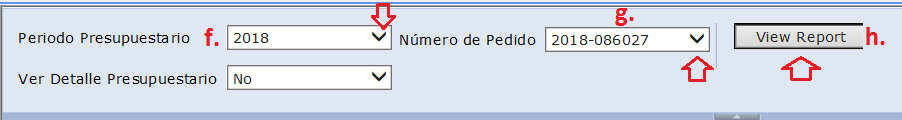 g.
Periodo Presupuestario f. 2018 Número de Pedido 2018-086027 View Report h.
Ver Detalle Presupuestario No